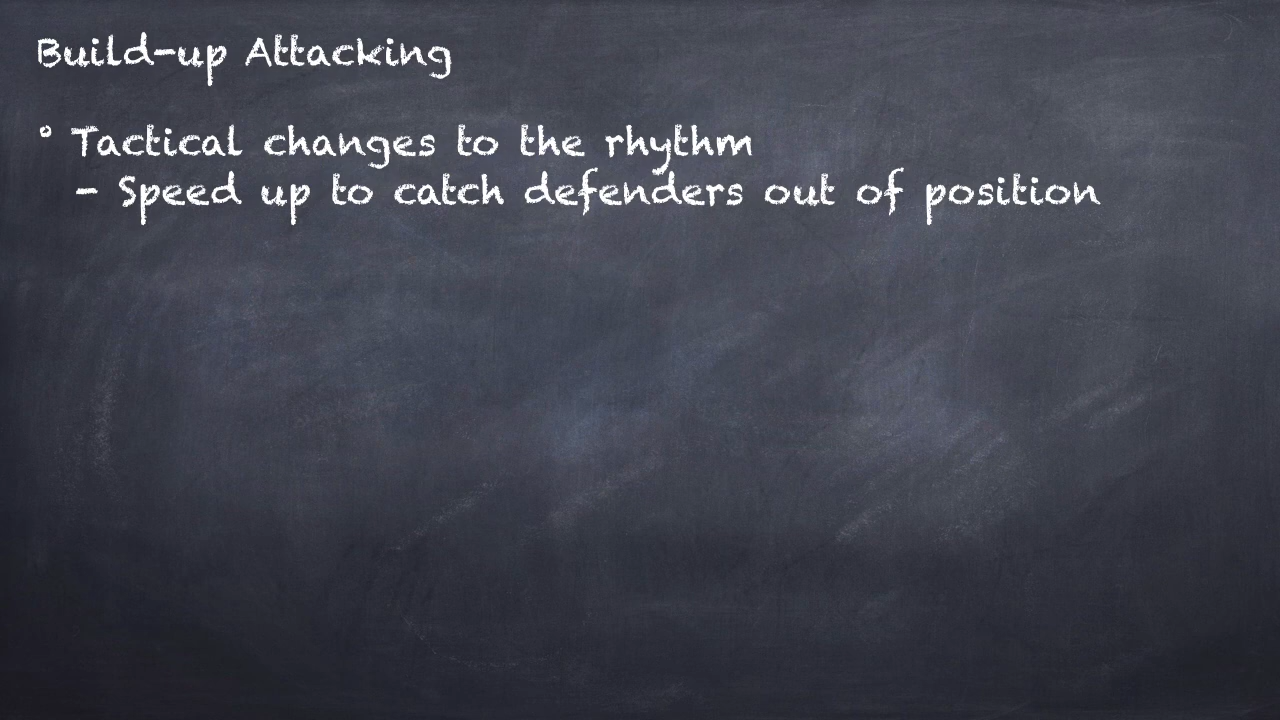 Build-up Attacking
° Tactical changes to the rhythm
- Speed up to catch defenders out of position